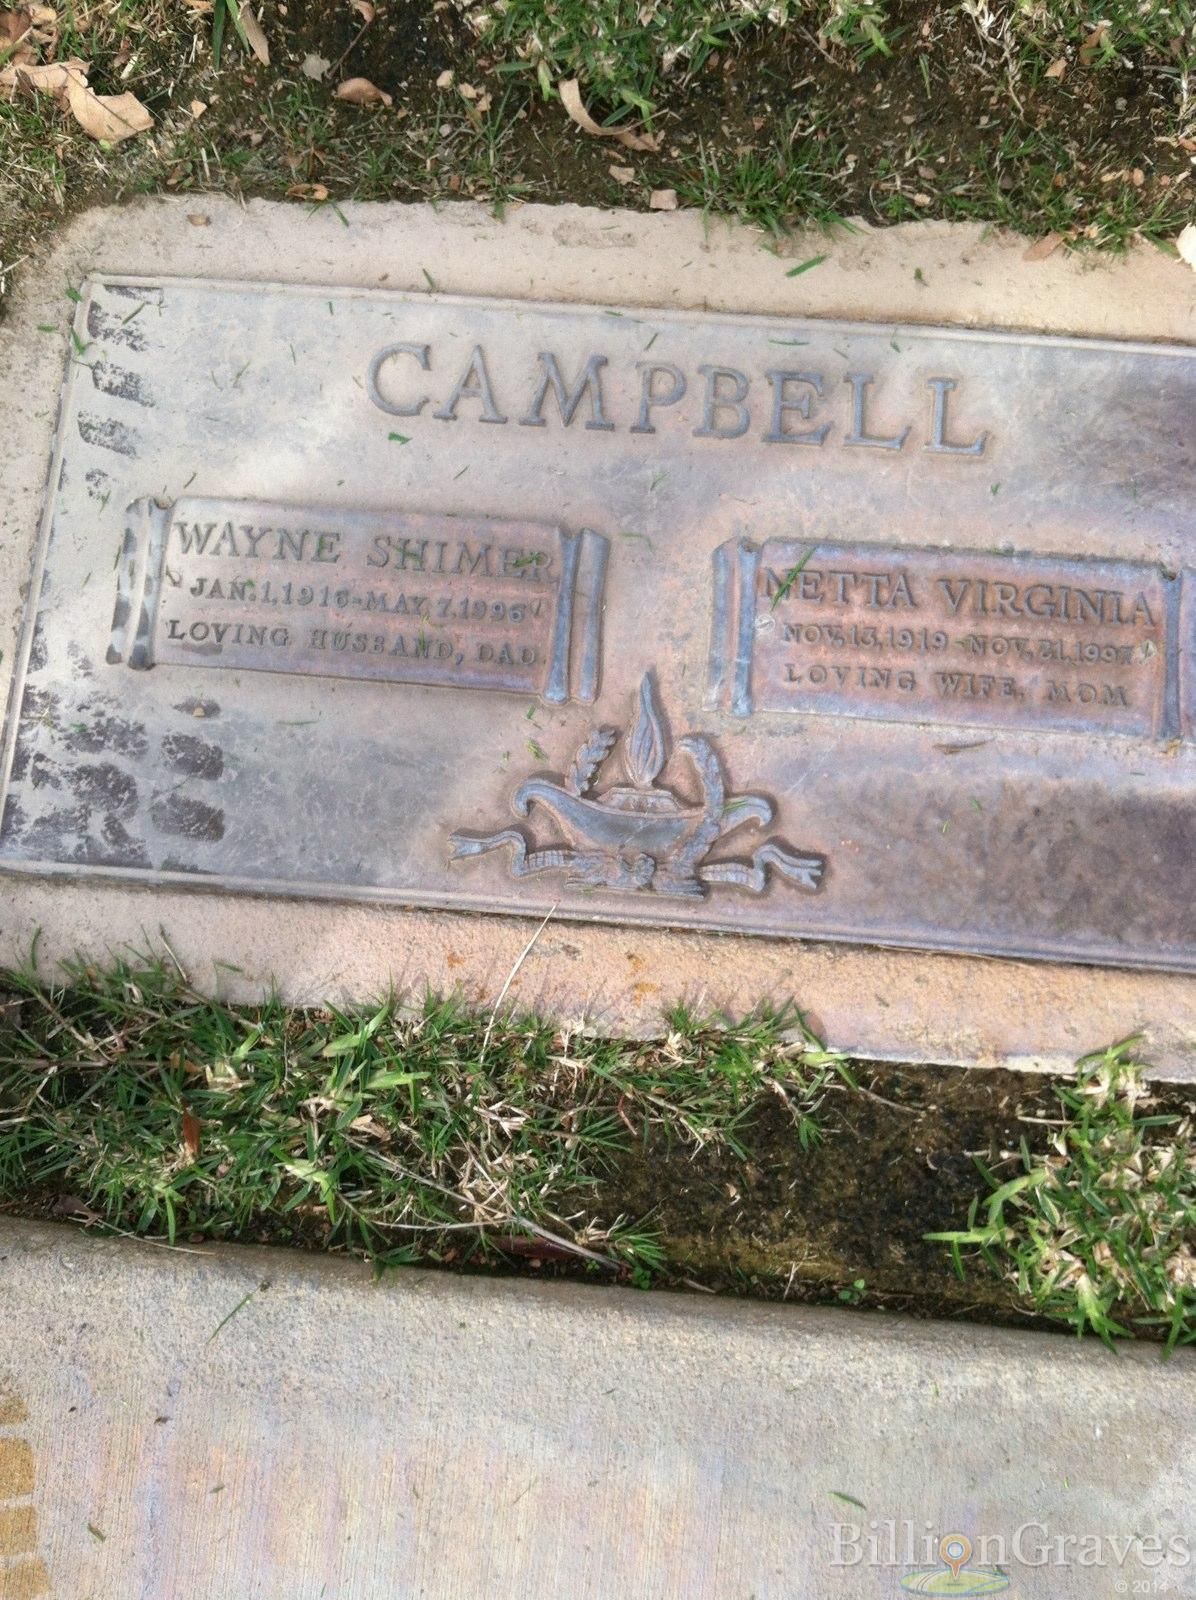 CAMPBELL
WAYNE SHIMER
JAN. 1, 1916 - MAY 7, 1996
LOVING HUSBAND, DAD
NETTA VIRGINIA
NOV. 13, 1919 - NOV. 21, 1997
LOVING WIFE, MOM
BillionGraves
© 2014